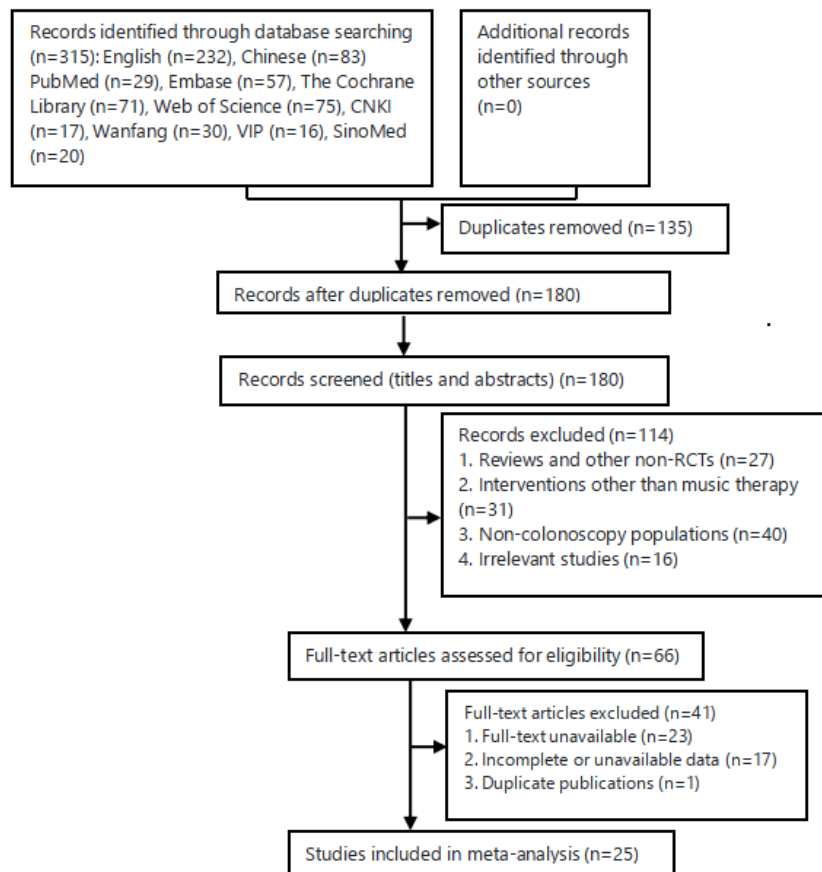 Records identified through database searching
(n=315): English (n=232), Chinese (n=83)
PubMed (n=29), Embase (n=57), The Cochrane
Library (n=71), Web of Science (n=75), CNKI
(n=17), Wanfang (n=30), VIP (n=16), SinoMed
(n=20)
Additional records
identified through
other sources
(n=0)
Duplicates removed (n=135)
Records after duplicates removed (n=180)
Records screened (titles and abstracts) (n=180)
Records excluded (n=114)
1. Reviews and other non-RCTs (n=27)
2. Interventions other than music therapy
(n=31)
3. Non-colonoscopy populations (n=40)
4. Irrelevant studies (n=16)
Full-text articles assessed for eligibility (n=66)
Full-text articles excluded (n=41)
1. Full-text unavailable (n=23)
2. Incomplete or unavailable data (n=17)
3. Duplicate publications (n=1)
Studies included in meta-analysis (n=25)